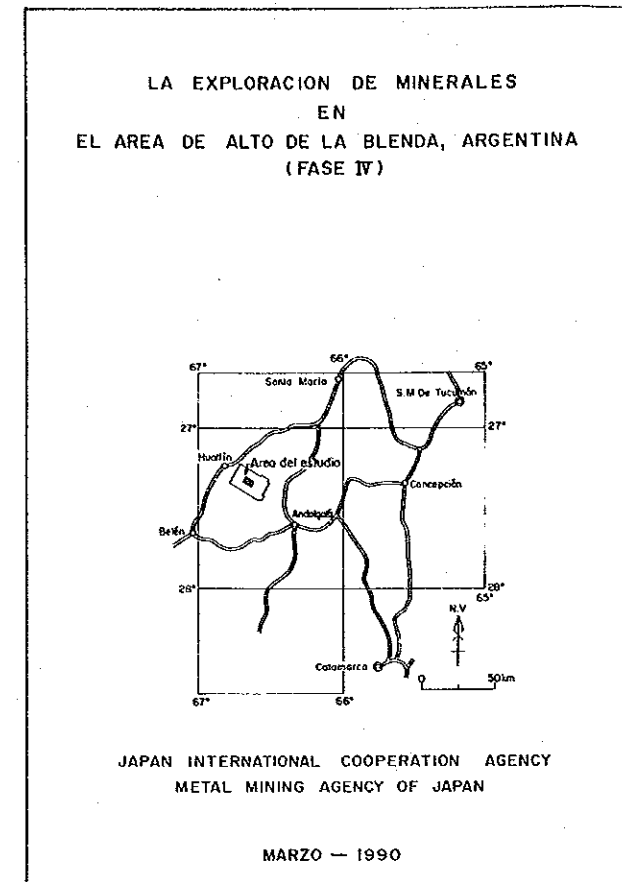 LA EXPLORACION DE MINERALES
EN
EL AREA DE ALTO DE LA BLENDA, ARGENTINA
(FASE IV)
67°
66°
65°
Santa María
S.M De Tucumán
27°
27°
Hualfín
Area del estudio
Concepción
Andalgalá
Belén
28°
28°
65°
N.V
Catamarca
0 50km
67°
66°
JAPAN INTERNATIONAL COOPERATION AGENCY
METAL MINING AGENCY OF JAPAN
MARZO — 1990